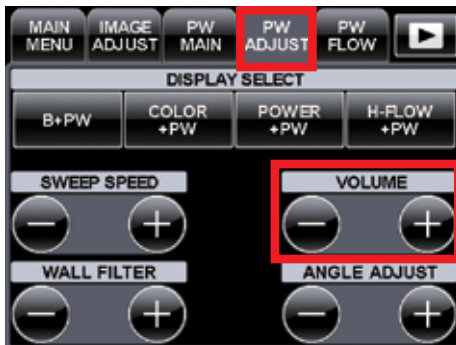 MAIN MENU IMAGE ADJUST PW MAIN PW ADJUST PW FLOW
DISPLAY SELECT
B+PW COLOR +PW POWER +PW H-FLOW +PW
SWEEP SPEED VOLUME
− + − +
WALL FILTER ANGLE ADJUST
− + − +